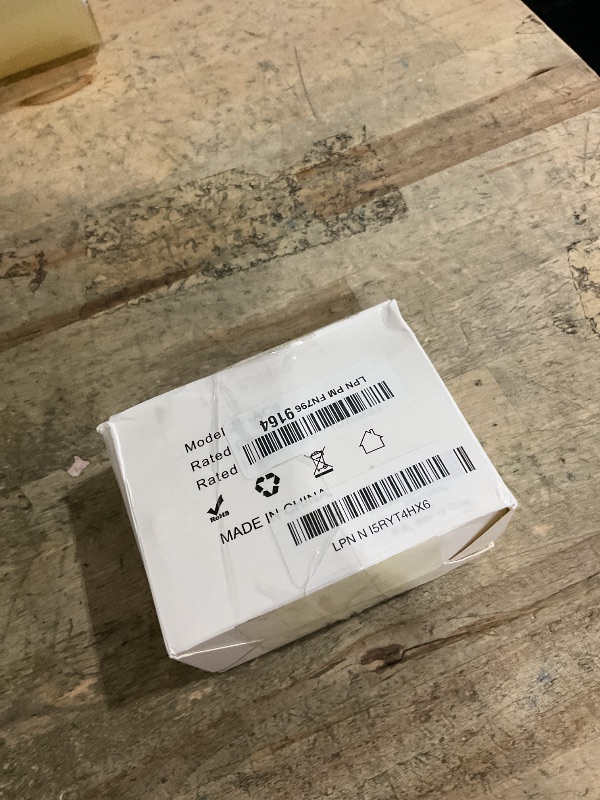 Model
Rated
Rated
LPN PM FN796 9164
RoHS
MADE IN CHINA
LPN N I5RYT4HX6